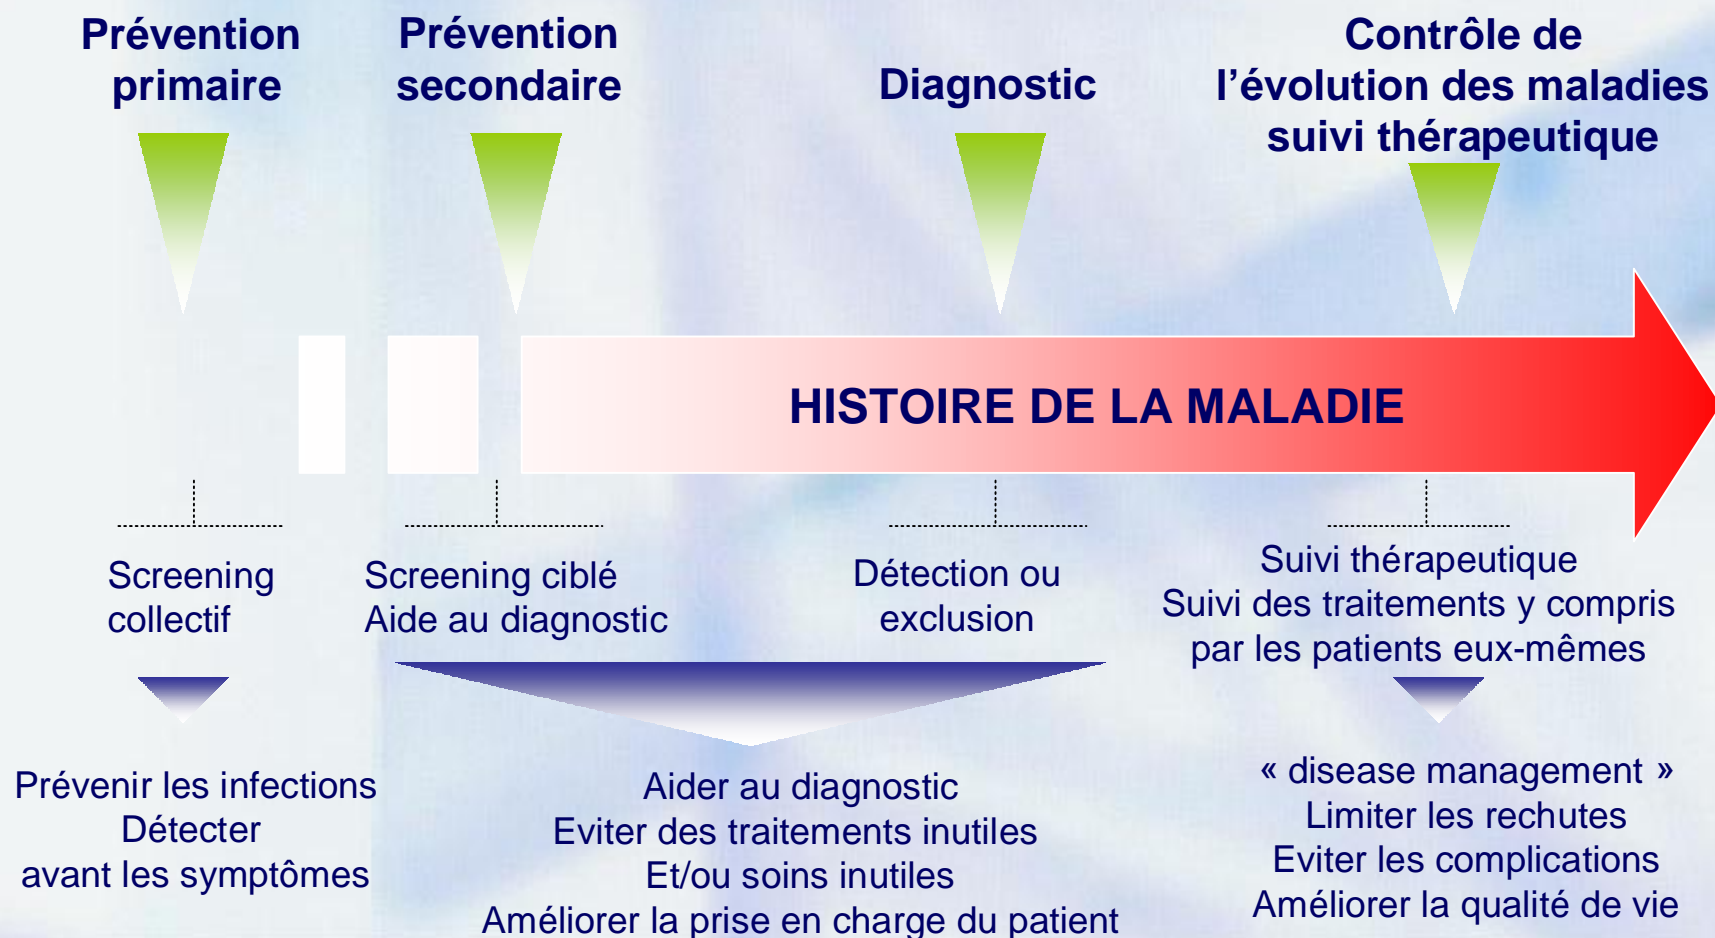 Prévention
primaire
Prévention
secondaire
Diagnostic
Contrôle de
l'évolution des maladies
suivi thérapeutique
HISTOIRE DE LA MALADIE
Screening
collectif
Screening ciblé
Aide au diagnostic
Détection ou
exclusion
Suivi thérapeutique
Suivi des traitements y compris
par les patients eux-mêmes
Prévenir les infections
Détecter
avant les symptômes
Aider au diagnostic
Eviter des traitements inutiles
Et/ou soins inutiles
Améliorer la prise en charge du patient
« disease management »
Limiter les rechutes
Eviter les complications
Améliorer la qualité de vie